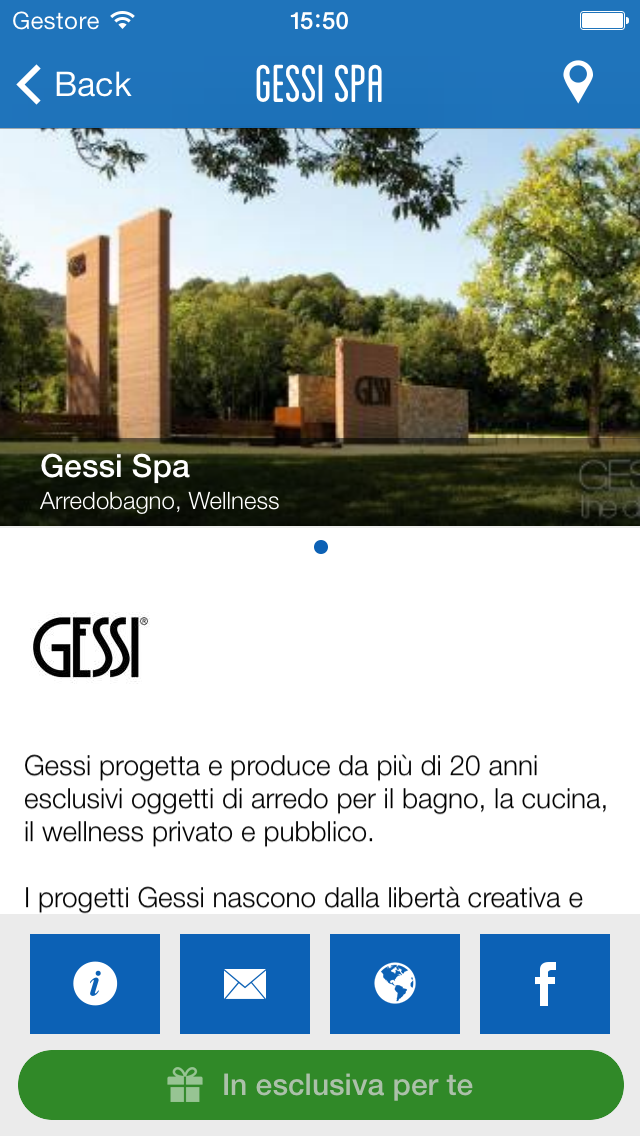 Gestore
15:50
Back
GESSI SPA
GESSI
GESSI
Gessi Spa
Arredobagno, Wellness
GESSI®
Gessi progetta e produce da più di 20 anni
esclusivi oggetti di arredo per il bagno, la cucina,
il wellness privato e pubblico.
I progetti Gessi nascono dalla libertà creativa e
In esclusiva per te